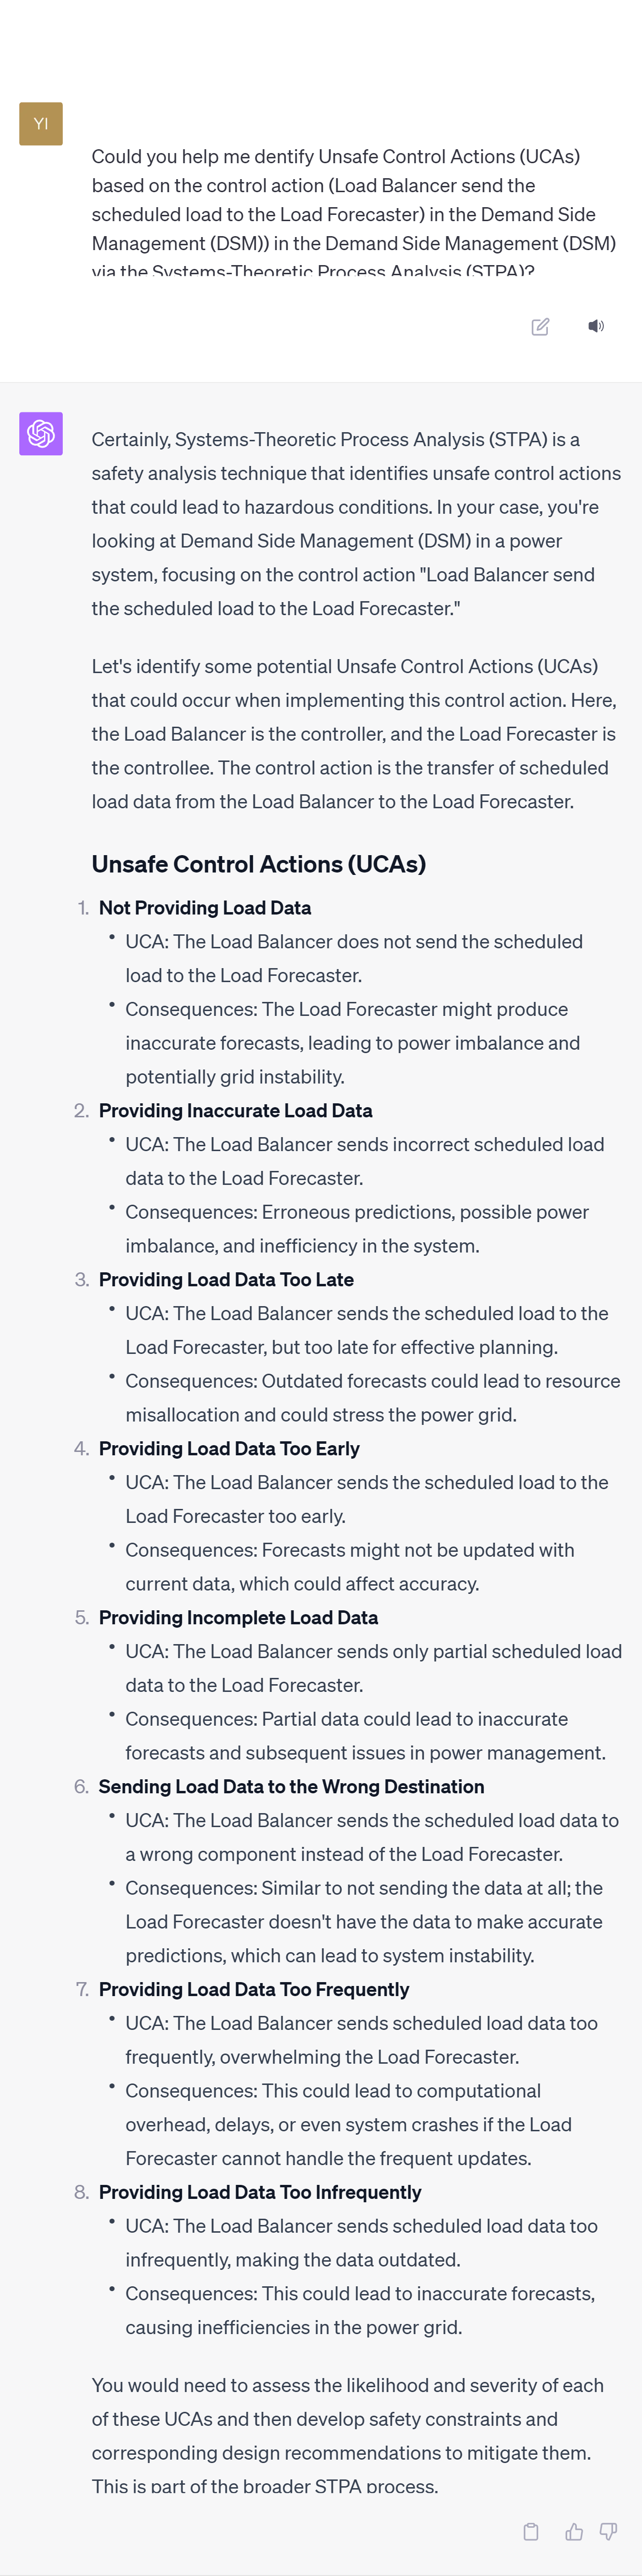 YI
Could you help me dentify Unsafe Control Actions (UCAs)
based on the control action (Load Balancer send the
scheduled load to the Load Forecaster) in the Demand Side
Management (DSM)) in the Demand Side Management (DSM)
via the Systems-Theoretic Process Analysis (STPA)?
Certainly, Systems-Theoretic Process Analysis (STPA) is a
safety analysis technique that identifies unsafe control actions
that could lead to hazardous conditions. In your case, you're
looking at Demand Side Management (DSM) in a power
system, focusing on the control action "Load Balancer send
the scheduled load to the Load Forecaster."
Let's identify some potential Unsafe Control Actions (UCAs)
that could occur when implementing this control action. Here,
the Load Balancer is the controller, and the Load Forecaster is
the controllee. The control action is the transfer of scheduled
load data from the Load Balancer to the Load Forecaster.
Unsafe Control Actions (UCAs)
1. Not Providing Load Data
• UCA: The Load Balancer does not send the scheduled
load to the Load Forecaster.
• Consequences: The Load Forecaster might produce
inaccurate forecasts, leading to power imbalance and
potentially grid instability.
2. Providing Inaccurate Load Data
• UCA: The Load Balancer sends incorrect scheduled load
data to the Load Forecaster.
• Consequences: Erroneous predictions, possible power
imbalance, and inefficiency in the system.
3. Providing Load Data Too Late
• UCA: The Load Balancer sends the scheduled load to the
Load Forecaster, but too late for effective planning.
• Consequences: Outdated forecasts could lead to resource
misallocation and could stress the power grid.
4. Providing Load Data Too Early
• UCA: The Load Balancer sends the scheduled load to the
Load Forecaster too early.
• Consequences: Forecasts might not be updated with
current data, which could affect accuracy.
5. Providing Incomplete Load Data
• UCA: The Load Balancer sends only partial scheduled load
data to the Load Forecaster.
• Consequences: Partial data could lead to inaccurate
forecasts and subsequent issues in power management.
6. Sending Load Data to the Wrong Destination
• UCA: The Load Balancer sends the scheduled load data to
a wrong component instead of the Load Forecaster.
• Consequences: Similar to not sending the data at all; the
Load Forecaster doesn't have the data to make accurate
predictions, which can lead to system instability.
7. Providing Load Data Too Frequently
• UCA: The Load Balancer sends scheduled load data too
frequently, overwhelming the Load Forecaster.
• Consequences: This could lead to computational
overhead, delays, or even system crashes if the Load
Forecaster cannot handle the frequent updates.
8. Providing Load Data Too Infrequently
• UCA: The Load Balancer sends scheduled load data too
infrequently, making the data outdated.
• Consequences: This could lead to inaccurate forecasts,
causing inefficiencies in the power grid.
You would need to assess the likelihood and severity of each
of these UCAs and then develop safety constraints and
corresponding design recommendations to mitigate them.
This is part of the broader STPA process.